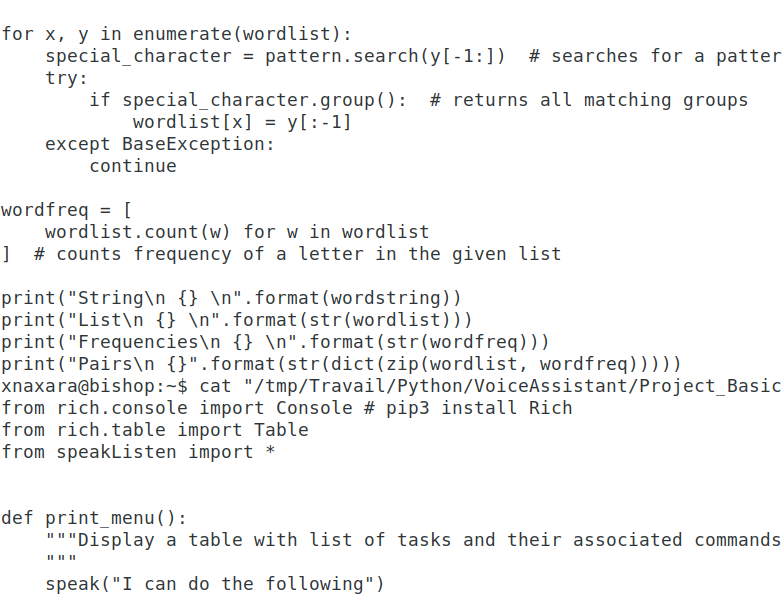 for x, y in enumerate(wordlist):
    special_character = pattern.search(y[-1:])  # searches for a patter
    try:
        if special_character.group():  # returns all matching groups
            wordlist[x] = y[:-1]
    except BaseException:
        continue

wordfreq = [
    wordlist.count(w) for w in wordlist
]  # counts frequency of a letter in the given list

print("String\n {} \n".format(wordstring))
print("List\n {} \n".format(str(wordlist)))
print("Frequencies\n {} \n".format(str(wordfreq)))
print("Pairs\n {}".format(str(dict(zip(wordlist, wordfreq)))))
xnaxara@bishop:~$ cat "/tmp/Travail/Python/VoiceAssistant/Project_Basic
from rich.console import Console # pip3 install Rich
from rich.table import Table
from speakListen import *


def print_menu():
    """Display a table with list of tasks and their associated commands
    """
    speak("I can do the following")